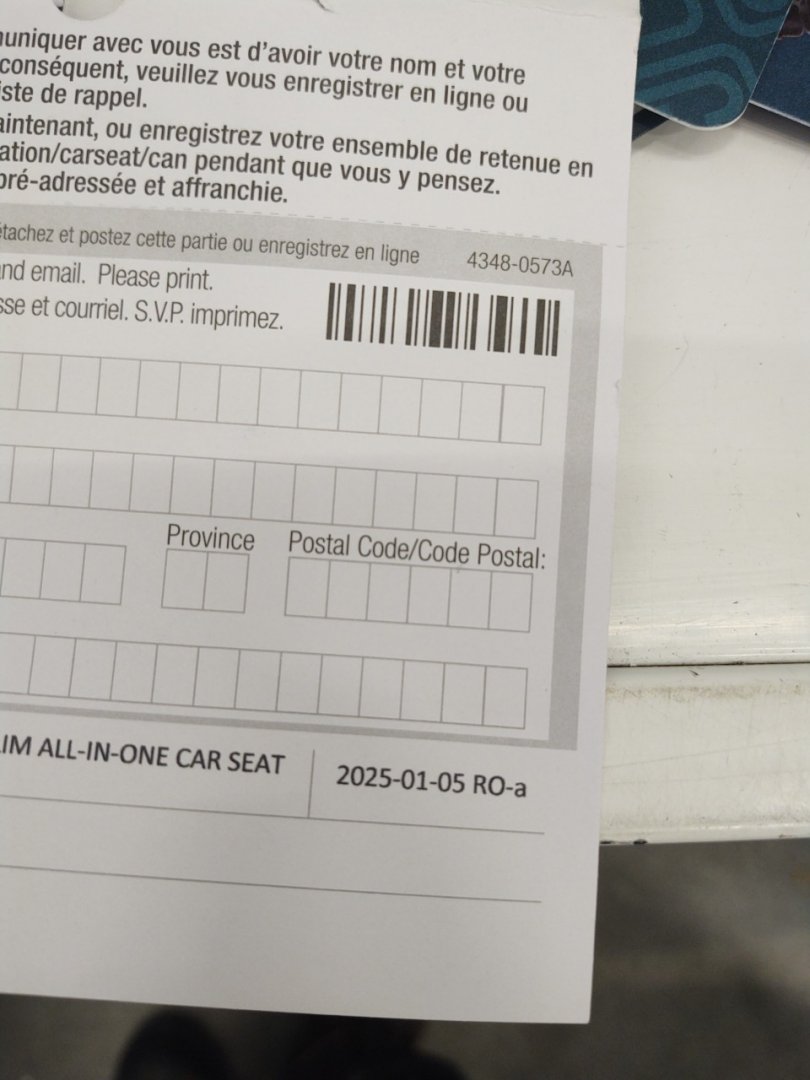 uniquer avec vous est d'avoir votre nom et votre
conséquent, veuillez vous enregistrer en ligne ou
iste de rappel.
aintenant, ou enregistrez votre ensemble de retenue en
ation/carseat/can pendant que vous y pensez.
pré-adressée et affranchie.
étachez et postez cette partie ou enregistrez en ligne 4348-0573A
nd email. Please print.
sse et courriel. S.V.P. imprimez.
Province Postal Code/Code Postal:
IM ALL-IN-ONE CAR SEAT 2025-01-05 RO-a